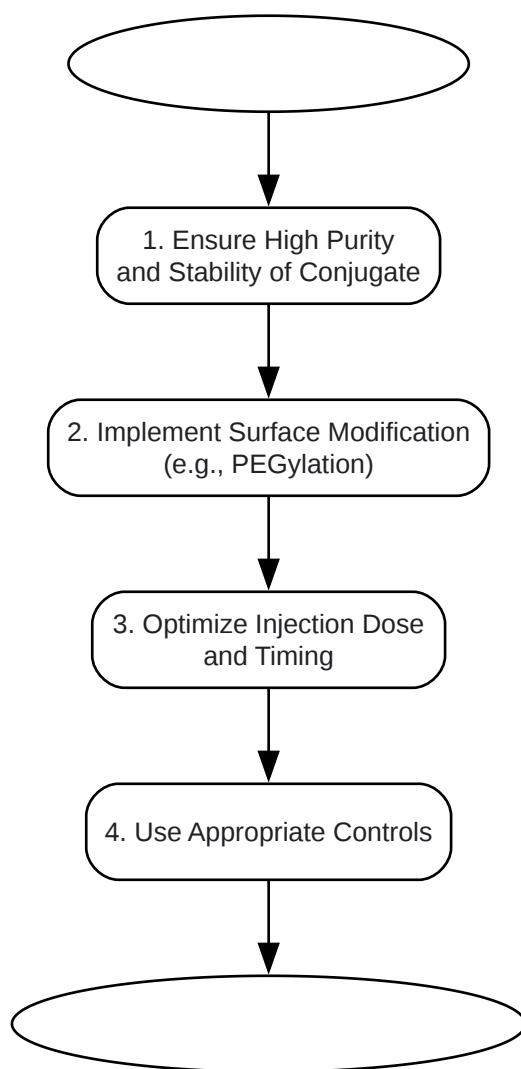 1. Ensure High Purity
and Stability of Conjugate
2. Implement Surface Modification
(e.g., PEGylation)
3. Optimize Injection Dose
and Timing
4. Use Appropriate Controls